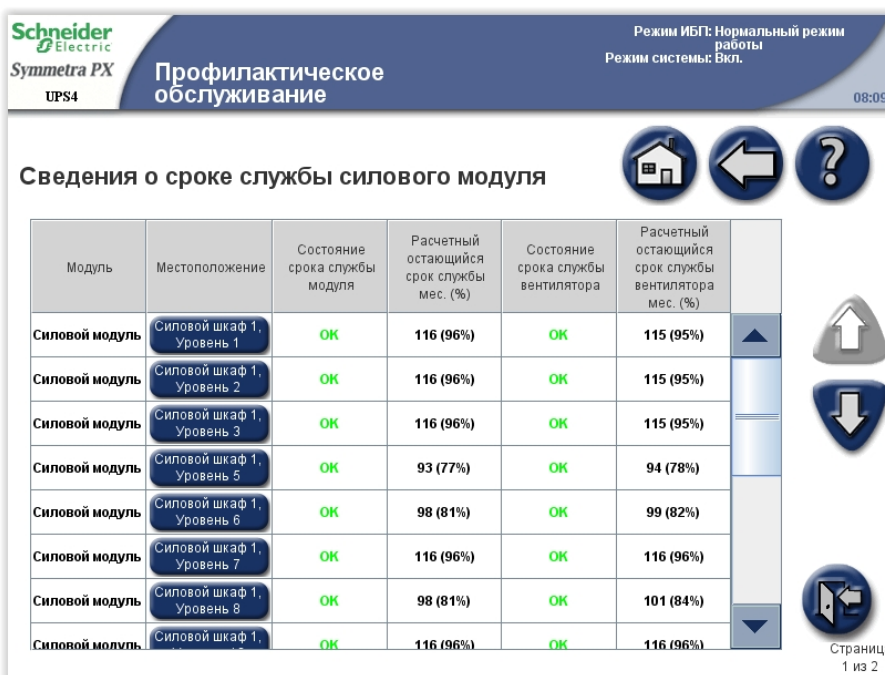 Schneider
Electric
Symmetra PX
UPS4
Профилактическое
обслуживание
Режим ИБП: Нормальный режим
работы
Режим системы: Вкл.
08:09
Сведения о сроке службы силового модуля
Модуль
Местоположение
Состояние
срока службы
модуля
Расчетный
остающийся
срок службы
мес. (%)
Состояние
срока службы
вентилятора
Расчетный
остающийся
срок службы
вентилятора
мес. (%)
Силовой модуль
Силовой шкаф 1,
Уровень 1
OK
116 (96%)
OK
115 (95%)
Силовой модуль
Силовой шкаф 1,
Уровень 2
OK
116 (96%)
OK
115 (95%)
Силовой модуль
Силовой шкаф 1,
Уровень 3
OK
116 (96%)
OK
115 (95%)
Силовой модуль
Силовой шкаф 1,
Уровень 5
OK
93 (77%)
OK
94 (78%)
Силовой модуль
Силовой шкаф 1,
Уровень 6
OK
98 (81%)
OK
99 (82%)
Силовой модуль
Силовой шкаф 1,
Уровень 7
OK
116 (96%)
OK
116 (96%)
Силовой модуль
Силовой шкаф 1,
Уровень 8
OK
98 (81%)
OK
101 (84%)
Силовой модуль
Силовой шкаф 1,
OK
116 (96%)
OK
116 (96%)
Страниц
1 из 2